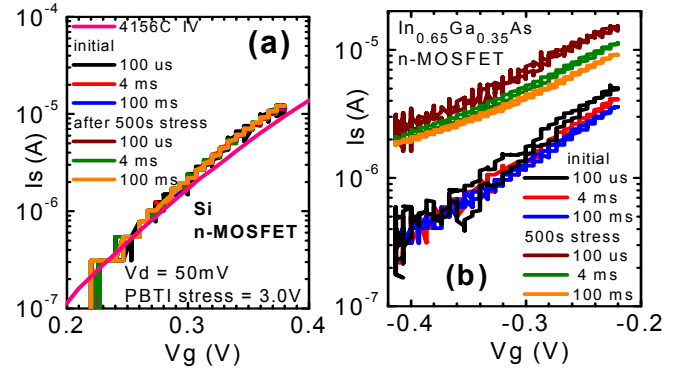 10⁻⁴
10⁻⁵
10⁻⁶
10⁻⁷
Is (A)
4156C IV
(a)
initial
100 us
4 ms
100 ms
after 500s stress
100 us
4 ms
100 ms
Si
n-MOSFET
Vd = 50mV
PBTI stress = 3.0V
0.2
0.3
0.4
Vg (V)
10⁻⁵
10⁻⁶
10⁻⁷
Is (A)
In₀.₆₅Ga₀.₃₅As
n-MOSFET
initial
100 us
4 ms
100 ms
500s stress
100 us
4 ms
100 ms
(b)
-0.4
-0.3
-0.2
Vg (V)